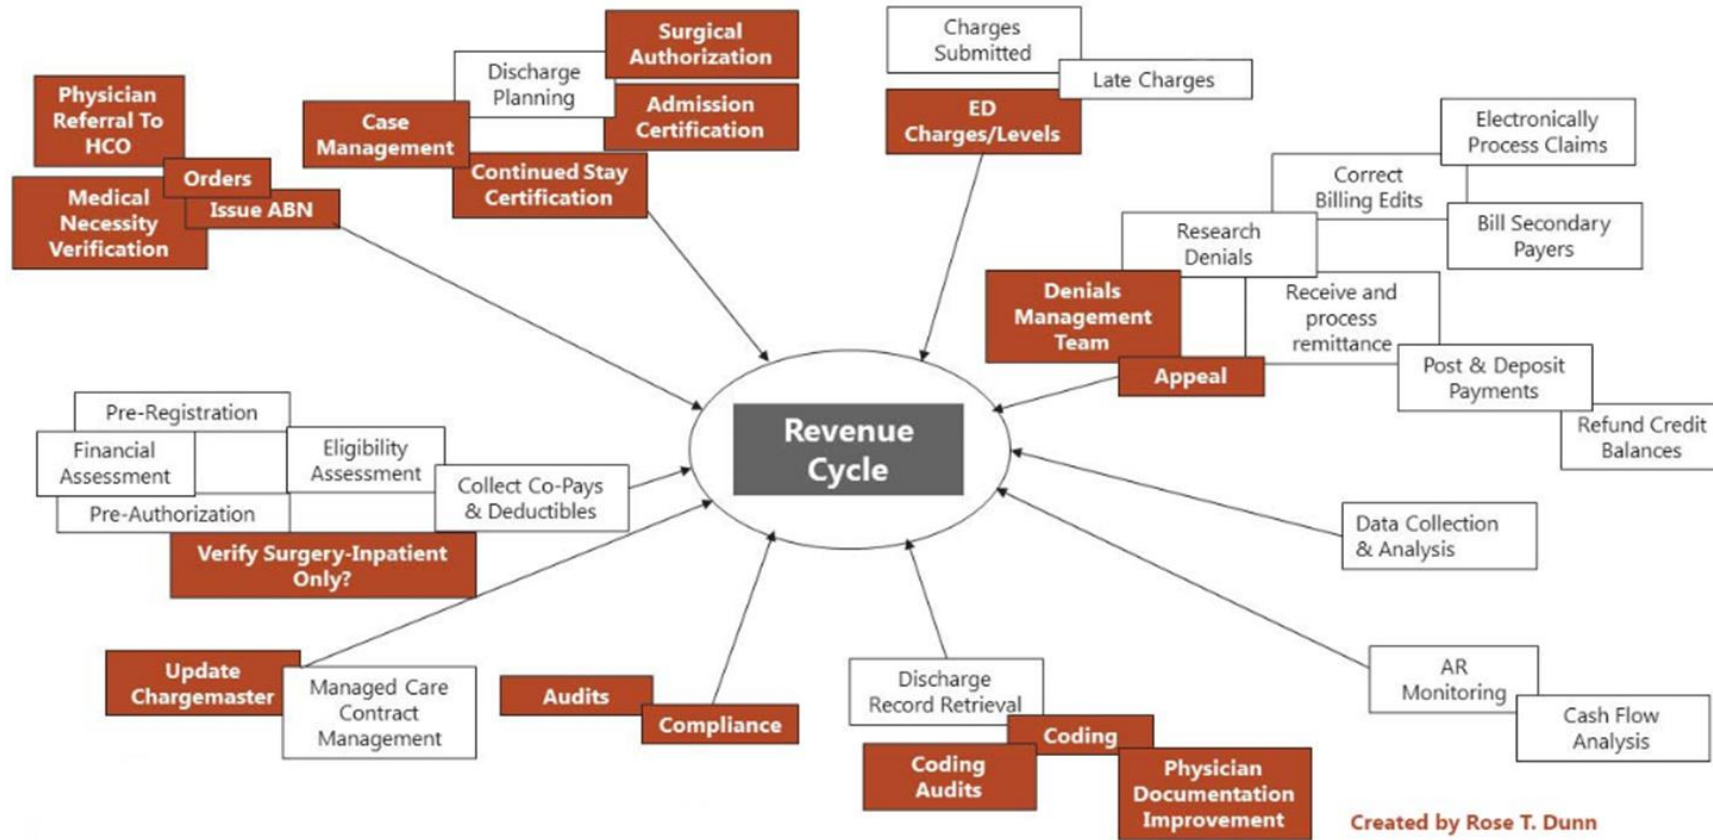 Surgical
Authorization
Discharge
Planning
Admission
Certification
Case
Management
Continued Stay
Certification
Physician
Referral To
HCO
Orders
Issue ABN
Medical
Necessity
Verification
Charges
Submitted
Late Charges
ED
Charges/Levels
Electronically
Process Claims
Correct
Billing Edits
Bill Secondary
Payers
Research
Denials
Denials
Management
Team
Receive and
process
remittance
Appeal
Post & Deposit
Payments
Refund Credit
Balances
Revenue
Cycle
Pre-Registration
Financial
Assessment
Eligibility
Assessment
Collect Co-Pays
& Deductibles
Pre-Authorization
Verify Surgery-Inpatient
Only?
Data Collection
& Analysis
Update
Chargemaster
Managed Care
Contract
Management
Audits
Compliance
Discharge
Record Retrieval
Coding
Coding
Audits
Physician
Documentation
Improvement
AR
Monitoring
Cash Flow
Analysis
Created by Rose T. Dunn